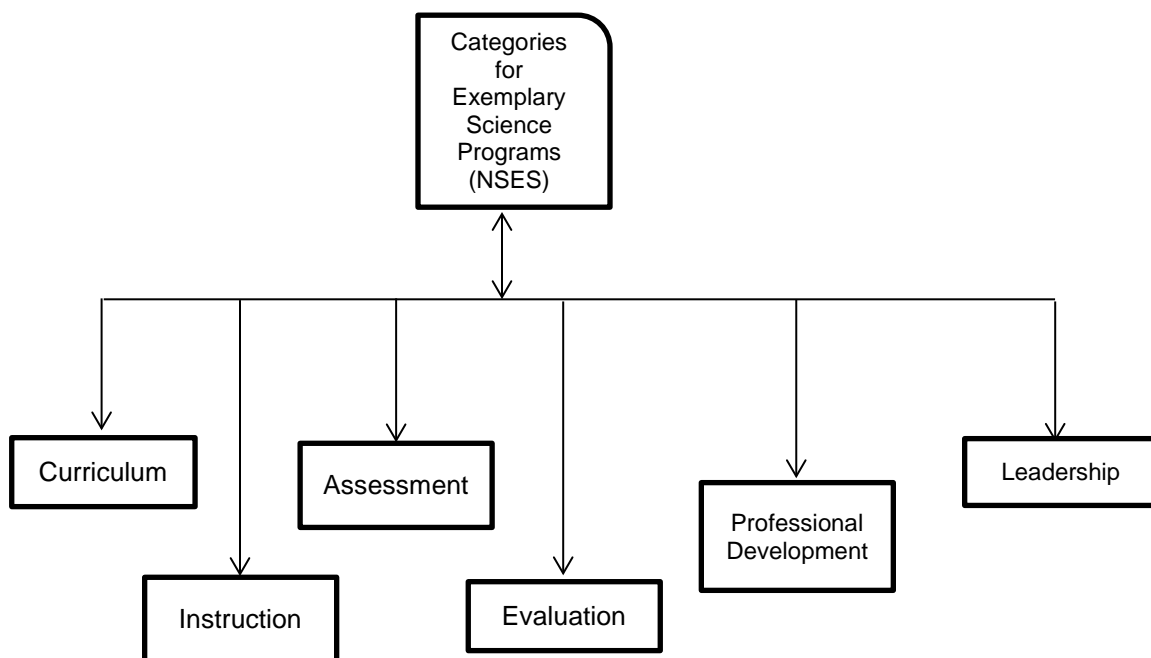 Categories
for
Exemplary
Science
Programs
(NSES)
Curriculum
Instruction
Assessment
Evaluation
Professional
Development
Leadership